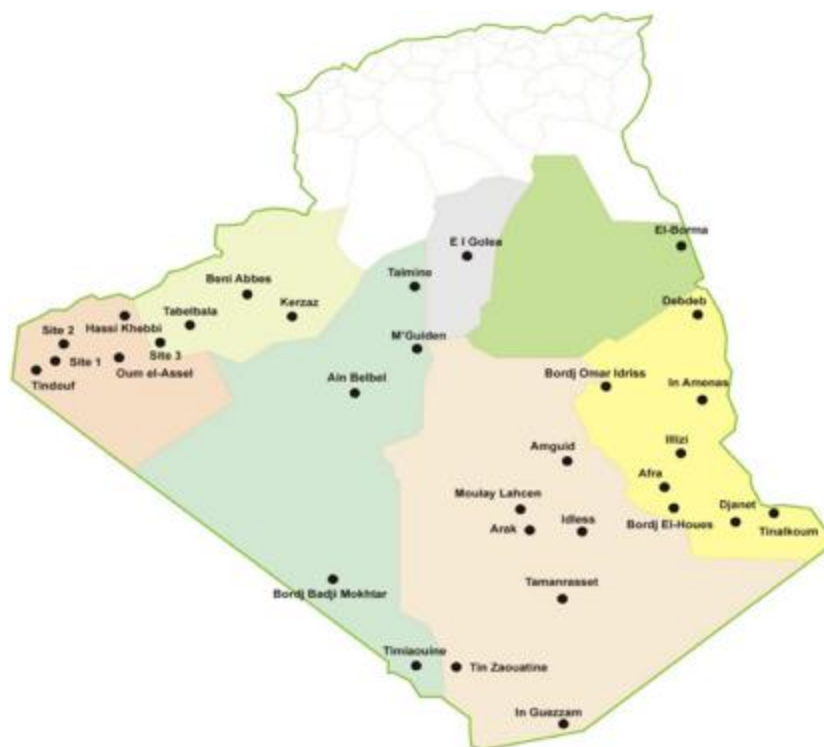 El-Borma
E l Golea
Talmine
Beni Abbes
Kerzaz
Debdeb
Tabelbala
Hassi Khebbi
Site 2
Site 3
M'Guiden
Site 1
Oum el-Assel
Tindouf
Ain Belbel
Bordj Omar Idriss
In Amenas
Amguid
Illizi
Afra
Moulay Lahcen
Djanet
Arak
Idless
Bordj El-Houes
Tinalkoum
Bordj Badji Mokhtar
Tamanrasset
Timiaouine
Tin Zaouatine
In Guezzam